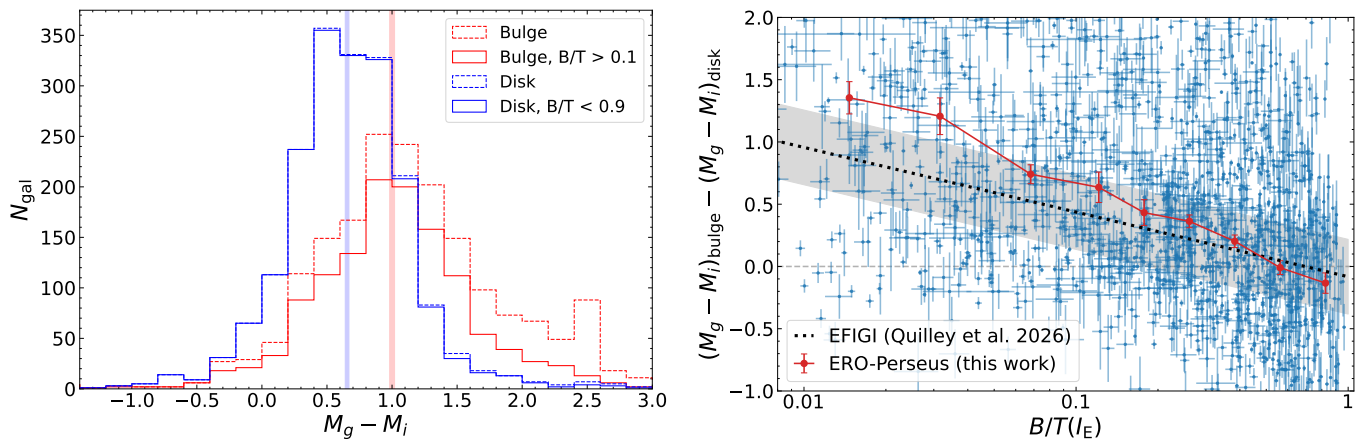 350
300
250
200
150
100
50
0
N_gal
−1.0
−0.5
0.0
0.5
1.0
1.5
2.0
2.5
3.0
M_g − M_i
Bulge
Bulge, B/T > 0.1
Disk
Disk, B/T < 0.9
2.0
1.5
1.0
0.5
0.0
−0.5
−1.0
(M_g − M_i)_bulge − (M_g − M_i)_disk
EFIGI (Quilley et al. 2026)
ERO-Perseus (this work)
0.01
0.1
1
B/T(I_E)